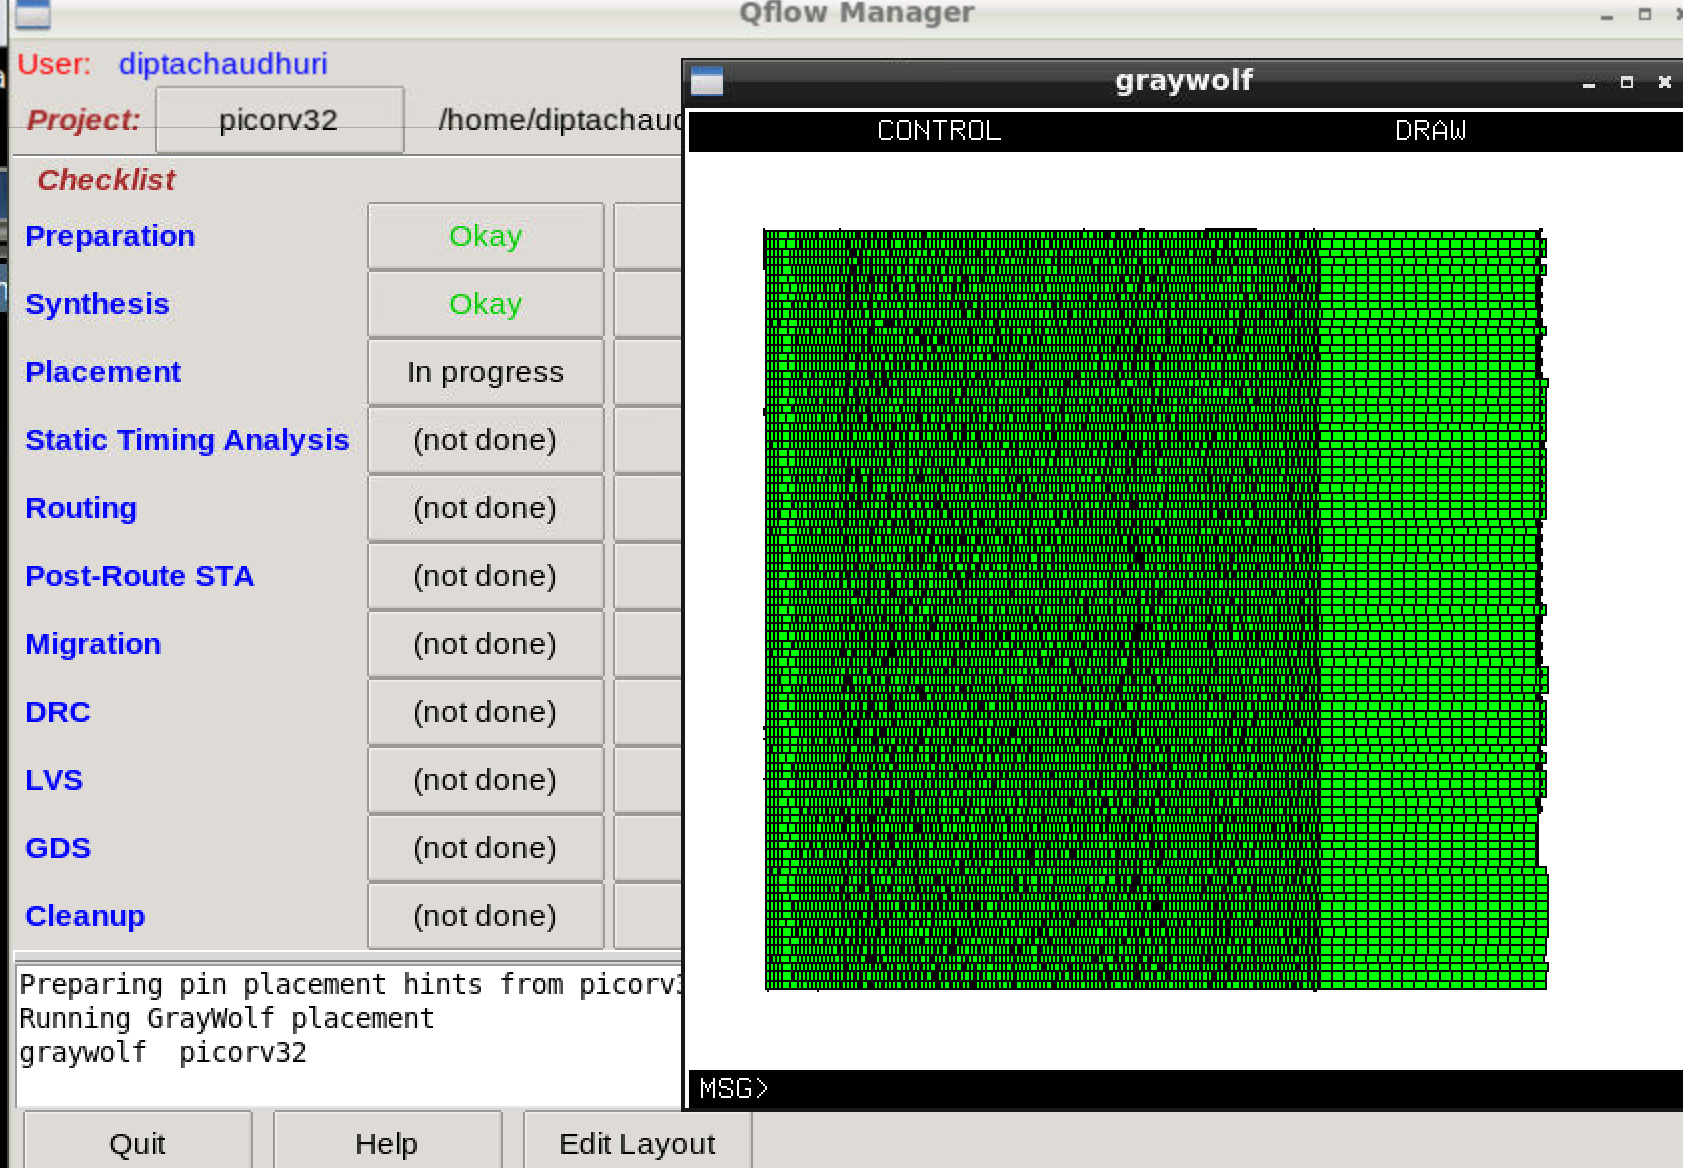 Qflow Manager
User: diptachaudhuri
Project: picorv32 /home/diptachaud
Checklist
Preparation Okay
Synthesis Okay
Placement In progress
Static Timing Analysis (not done)
Routing (not done)
Post-Route STA (not done)
Migration (not done)
DRC (not done)
LVS (not done)
GDS (not done)
Cleanup (not done)
Preparing pin placement hints from picorv3
Running GrayWolf placement
graywolf picorv32
Quit Help Edit Layout
graywolf
CONTROL DRAW
MSG>